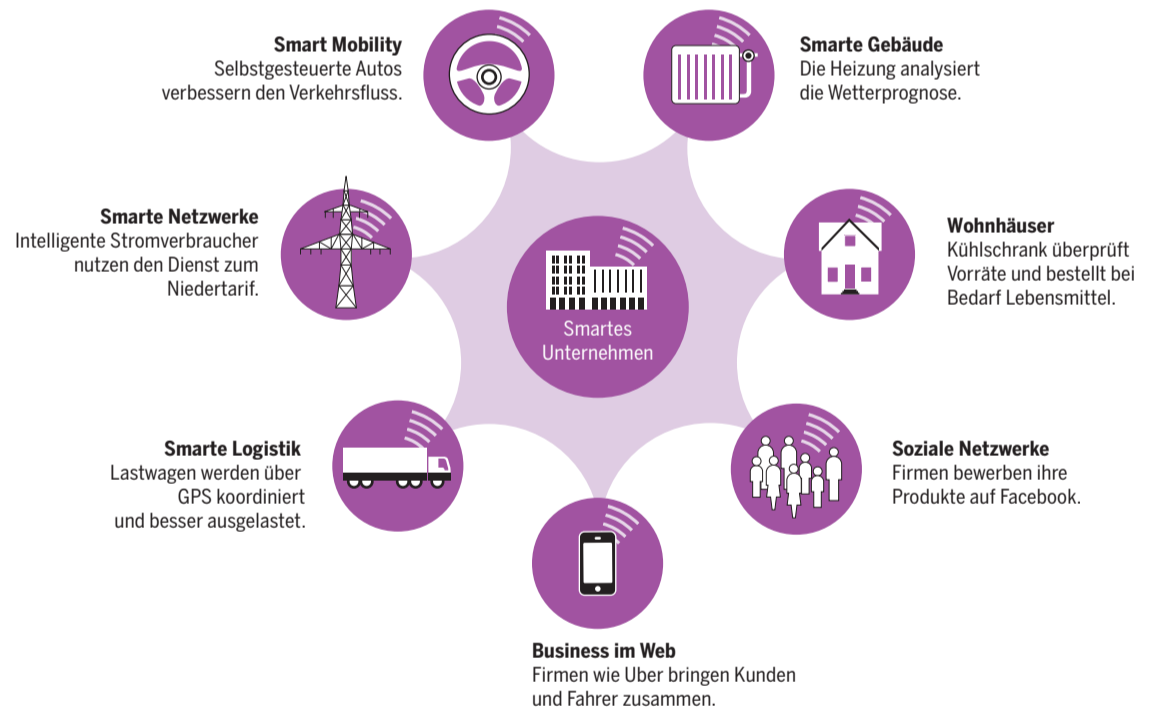 Smart Mobility
Selbstgesteuerte Autos
verbessern den Verkehrsfluss.
Smarte Gebäude
Die Heizung analysiert
die Wetterprognose.
Smarte Netzwerke
Intelligente Stromverbraucher
nutzen den Dienst zum
Niedertarif.
Wohnhäuser
Kühlschrank überprüft
Vorräte und bestellt bei
Bedarf Lebensmittel.
Smartes
Unternehmen
Smarte Logistik
Lastwagen werden über
GPS koordiniert
und besser ausgelastet.
Soziale Netzwerke
Firmen bewerben ihre
Produkte auf Facebook.
Business im Web
Firmen wie Uber bringen Kunden
und Fahrer zusammen.